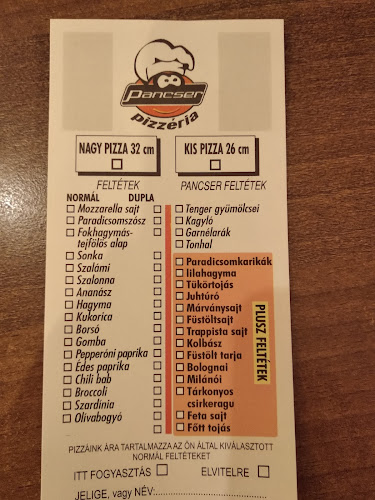 Pancser
pizzéria
NAGY PIZZA 32 cm
KIS PIZZA 26 cm
FELTÉTEK
PANCSER FELTÉTEK
NORMÁL DUPLA
Mozzarella sajt
Paradicsomszósz
Fokhagymás-
tejfölös alap
Sonka
Szalámi
Szalonna
Ananász
Hagyma
Kukorica
Borsó
Gomba
Pepperóni paprika
Édes paprika
Chili bab
Broccoli
Szardínia
Olivabogyó
Tenger gyümölcsei
Kagyló
Garnélarák
Tonhal
Paradicsomkarikák
lilahagyma
Tükörtojás
Juhtúró
Márványsajt
Füstöltsajt
Trappista sajt
Kolbász
Füstölt tarja
Bolognai
Milánói
Tárkonyos
csirkeragu
Feta sajt
Főtt tojás
PLUSZ FELTÉTEK
PIZZÁINK ÁRA TARTALMAZZA AZ ÖN ÁLTAL KIVÁLASZTOTT
NORMÁL FELTÉTEKET
ITT FOGYASZTÁS
ELVITELRE
JELIGE, vagy NÉV: